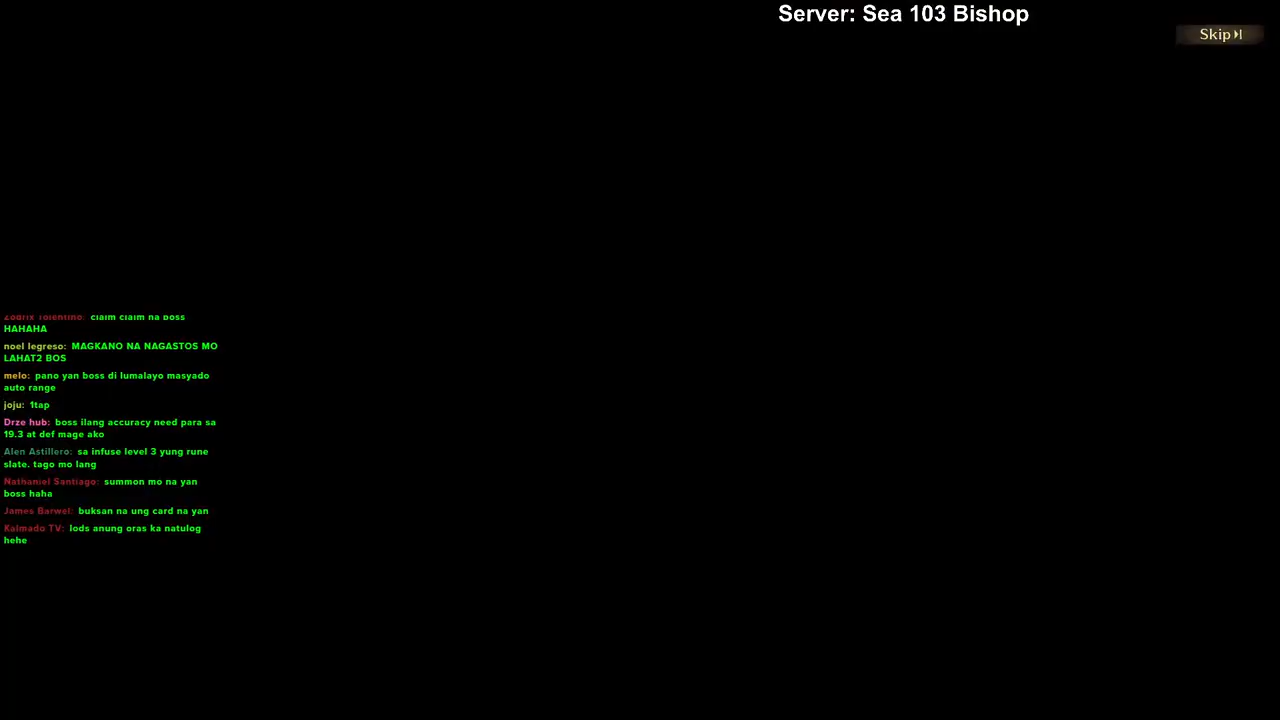 Server: Sea 103 Bishop
Skip
Zodrix Tolentino: claim claim na boss
HAHAHA
noel legreso: MAGKANO NA NAGASTOS MO
LAHAT2 BOS
melo: pano yan boss di lumalayo masyado
auto range
joju: 1tap
Drze hub: boss ilang accuracy need para sa
19.3 at def mage ako
Alen Astillero: sa infuse level 3 yung rune
slate. tago mo lang
Nathaniel Santiago: summon mo na yan
boss haha
James Barwel: buksan na ung card na yan
Kalmado TV: lods anung oras ka natulog
hehe